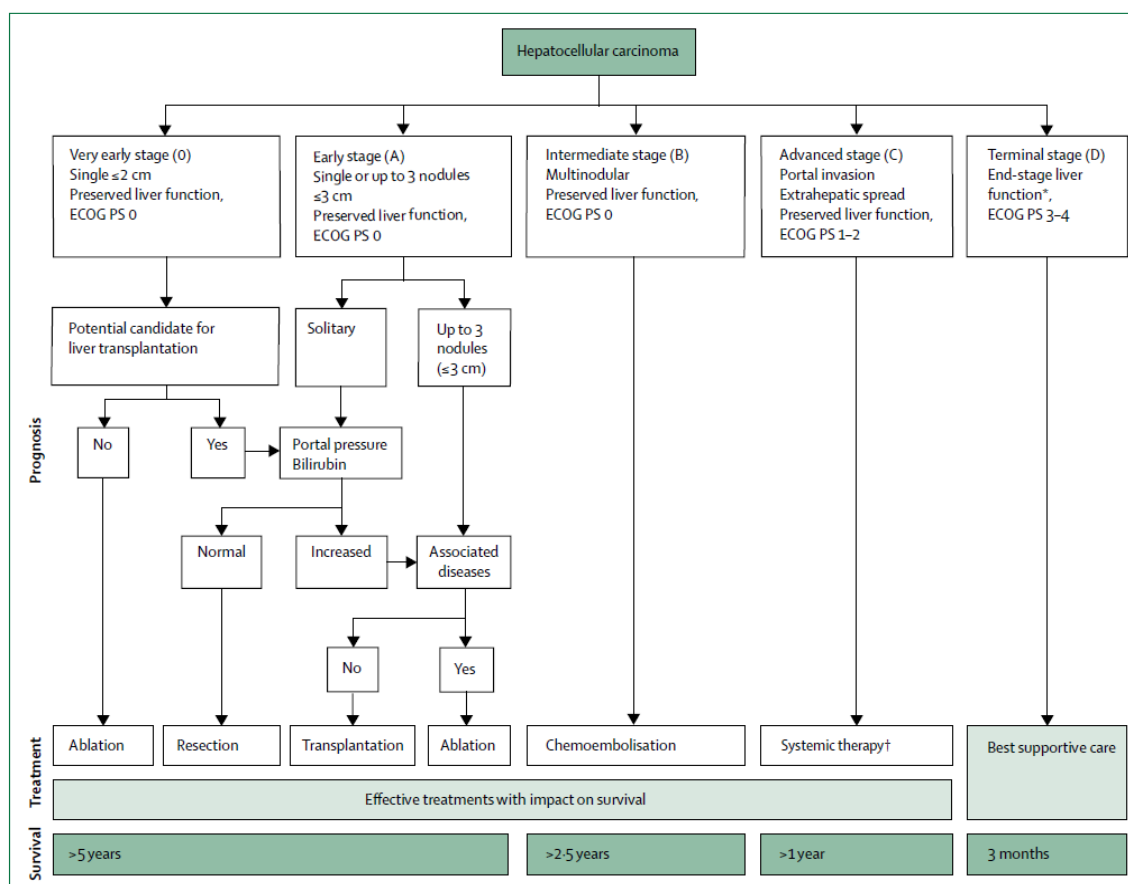 Hepatocellular carcinoma
Very early stage (0)
Single ≤2 cm
Preserved liver function,
ECOG PS 0
Early stage (A)
Single or up to 3 nodules
≤3 cm
Preserved liver function,
ECOG PS 0
Intermediate stage (B)
Multinodular
Preserved liver function,
ECOG PS 0
Advanced stage (C)
Portal invasion
Extrahepatic spread
Preserved liver function,
ECOG PS 1–2
Terminal stage (D)
End-stage liver
function*,
ECOG PS 3–4
Potential candidate for
liver transplantation
Solitary
Up to 3
nodules
(≤3 cm)
Prognosis
No
Yes
Portal pressure
Bilirubin
Normal
Increased
Associated
diseases
No
Yes
Treatment
Ablation
Resection
Transplantation
Ablation
Chemoembolisation
Systemic therapy†
Best supportive care
Effective treatments with impact on survival
Survival
>5 years
>2·5 years
>1 year
3 months